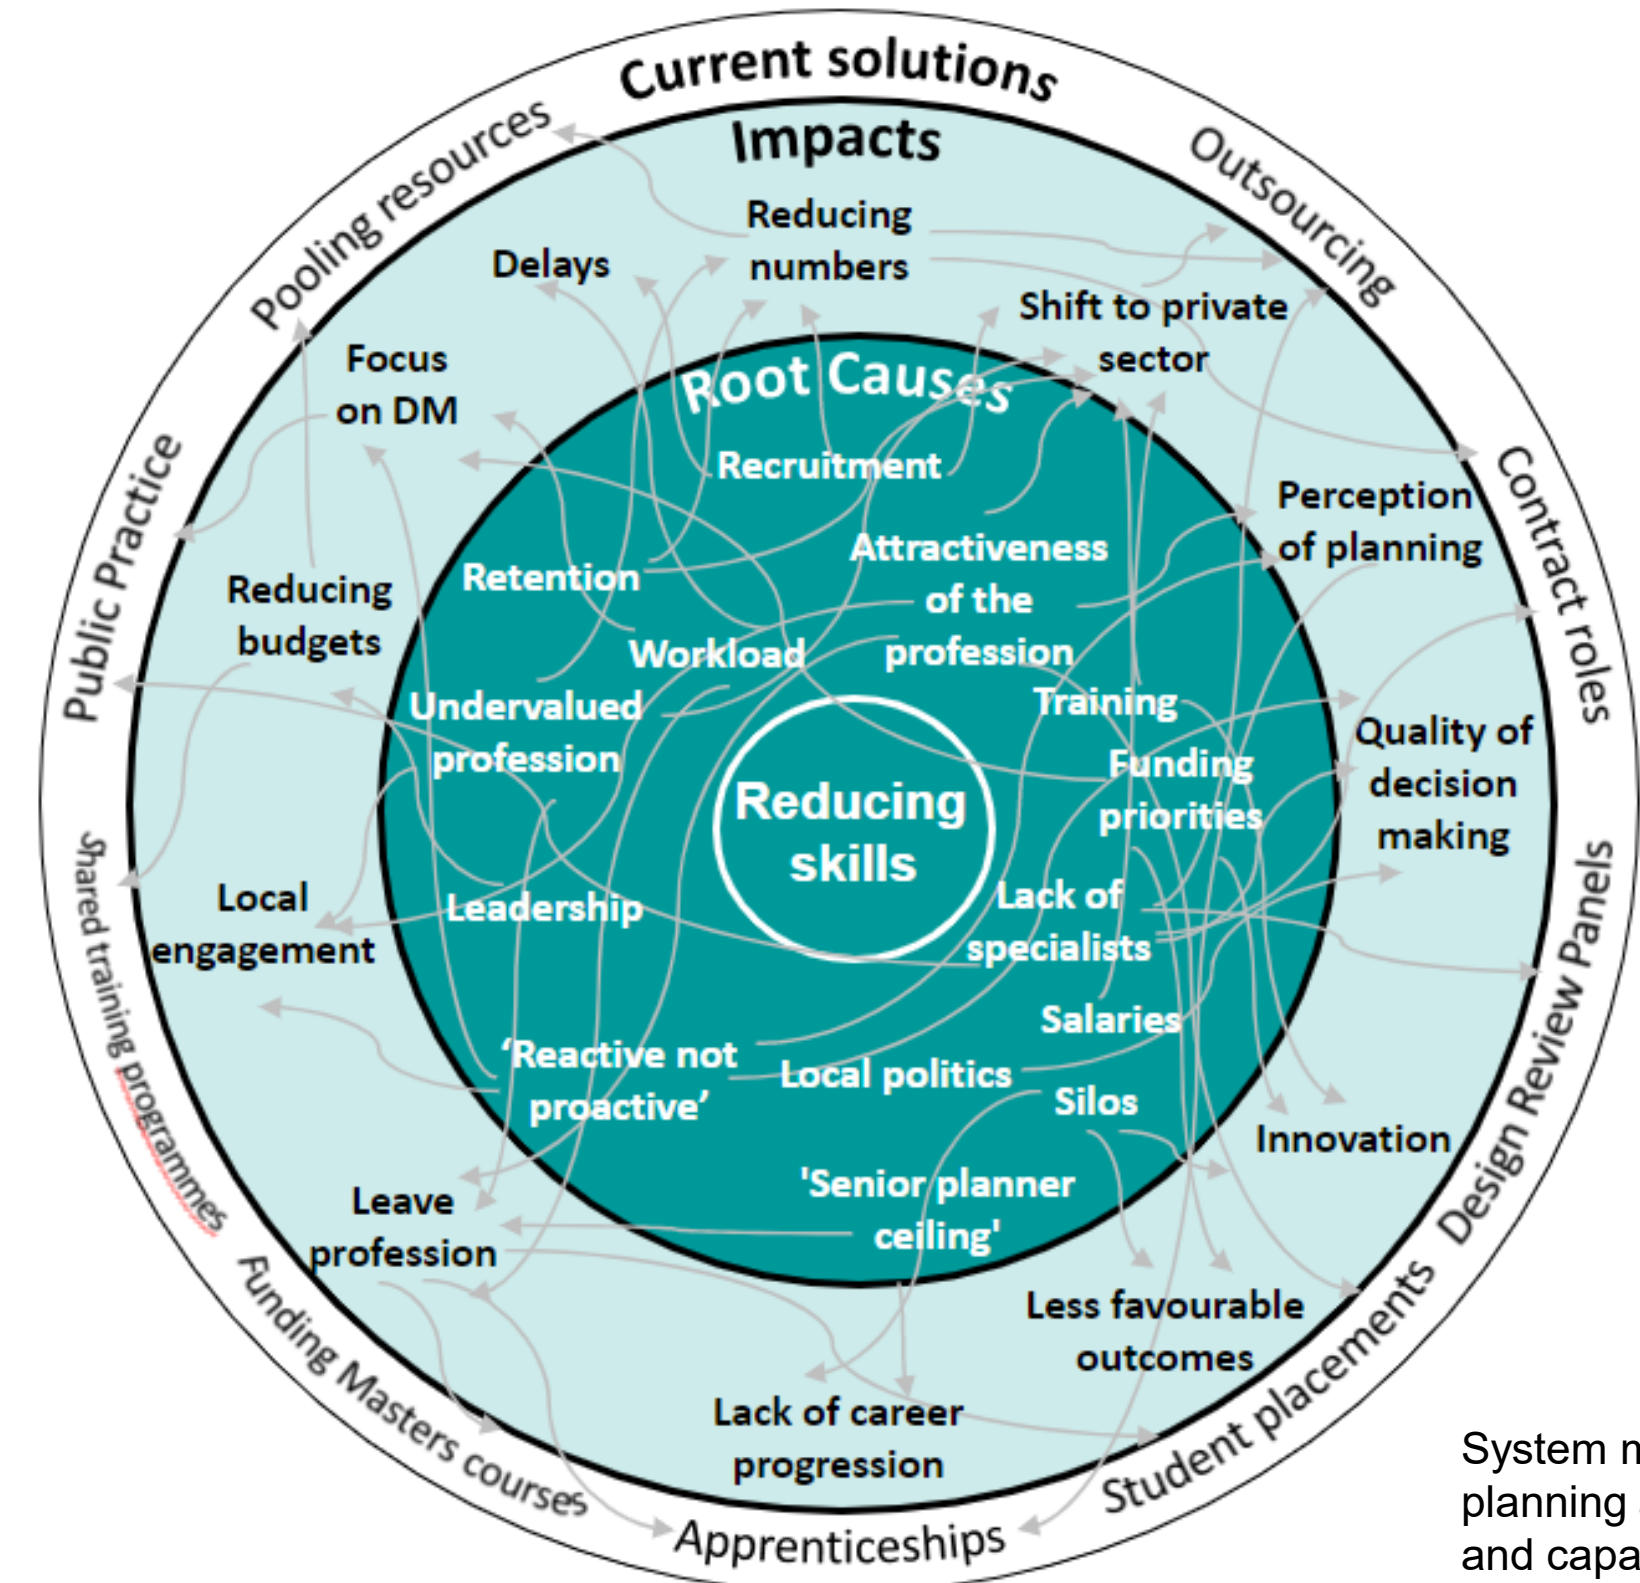 Current solutions
Impacts
Pooling resources
Outsourcing
Reducing
numbers
Delays
Shift to private
sector
Focus
on DM
Root Causes
Recruitment
Public Practice
Contract roles
Perception
of planning
Attractiveness
of the
profession
Retention
Reducing
budgets
Workload
Training
Undervalued
profession
Quality of
decision
making
Funding
priorities
Reducing
skills
Shared training programmes
Local
engagement
Leadership
Lack of
specialists
Design Review Panels
Salaries
‘Reactive not
proactive’
Local politics
Silos
Innovation
'Senior planner
ceiling'
Leave
profession
Less favourable
outcomes
Funding Masters courses
Student placements
Lack of career
progression
Apprenticeships
System
planning
and